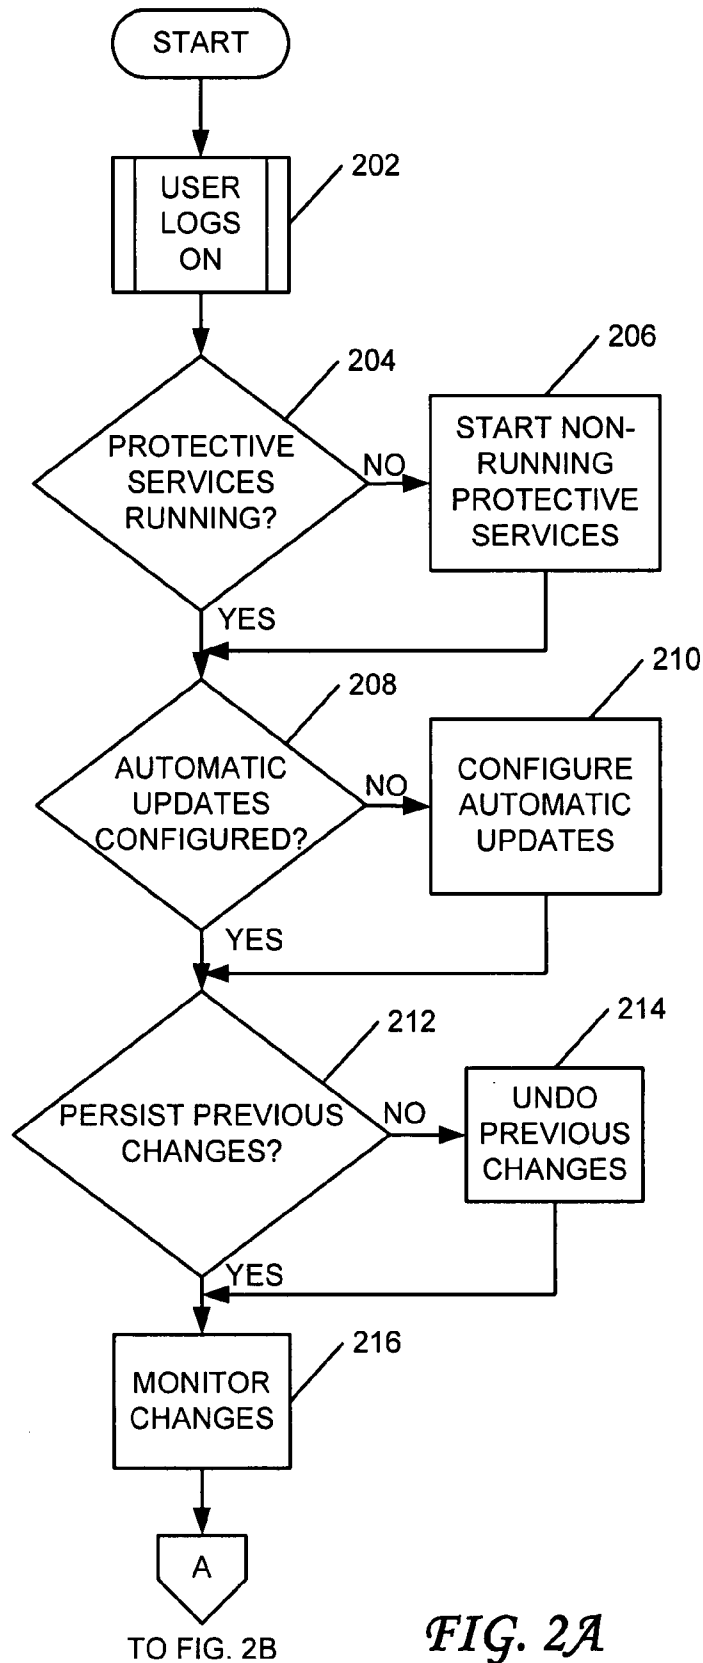 START
202
USER
LOGS
ON
204
PROTECTIVE
SERVICES
RUNNING?
NO
206
START NON-
RUNNING
PROTECTIVE
SERVICES
YES
208
AUTOMATIC
UPDATES
CONFIGURED?
NO
210
CONFIGURE
AUTOMATIC
UPDATES
YES
212
PERSIST PREVIOUS
CHANGES?
NO
214
UNDO
PREVIOUS
CHANGES
YES
216
MONITOR
CHANGES
A
TO FIG. 2B
FIG. 2A